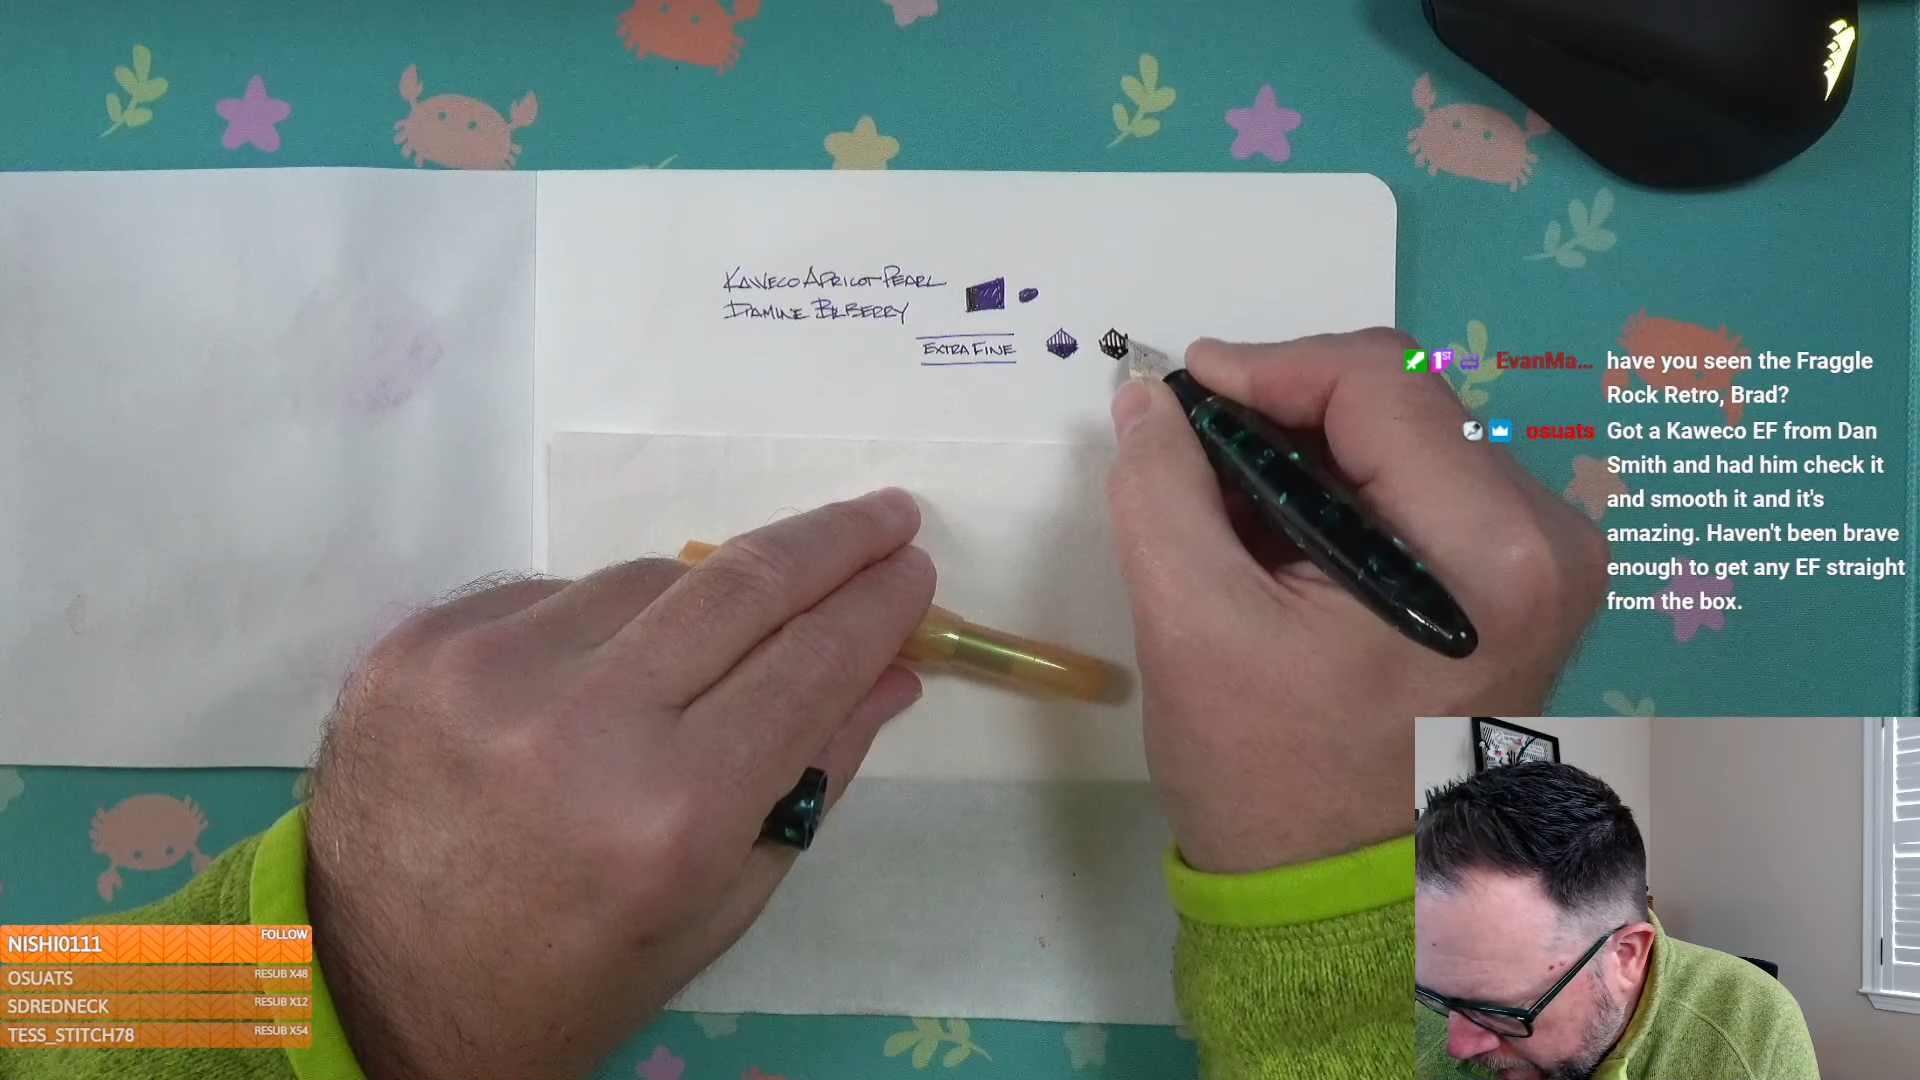 KAWECO APRICOT PEARL
DIAMINE BILBERRY
EXTRA FINE
EvanMa... have you seen the Fraggle
Rock Retro, Brad?
osuats Got a Kaweco EF from Dan
Smith and had him check it
and smooth it and it's
amazing. Haven't been brave
enough to get any EF straight
from the box.
NISHI0111 FOLLOW
OSUATS RESUB X48
SDREDNECK RESUB X12
TESS_STITCH78 RESUB X54
1ST